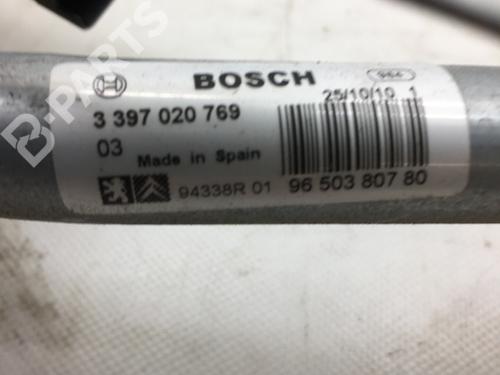 BOSCH
25/10/10 1
3 397 020 769
03
Made in Spain
94338R 01
96 503 807 80
B-PARTS